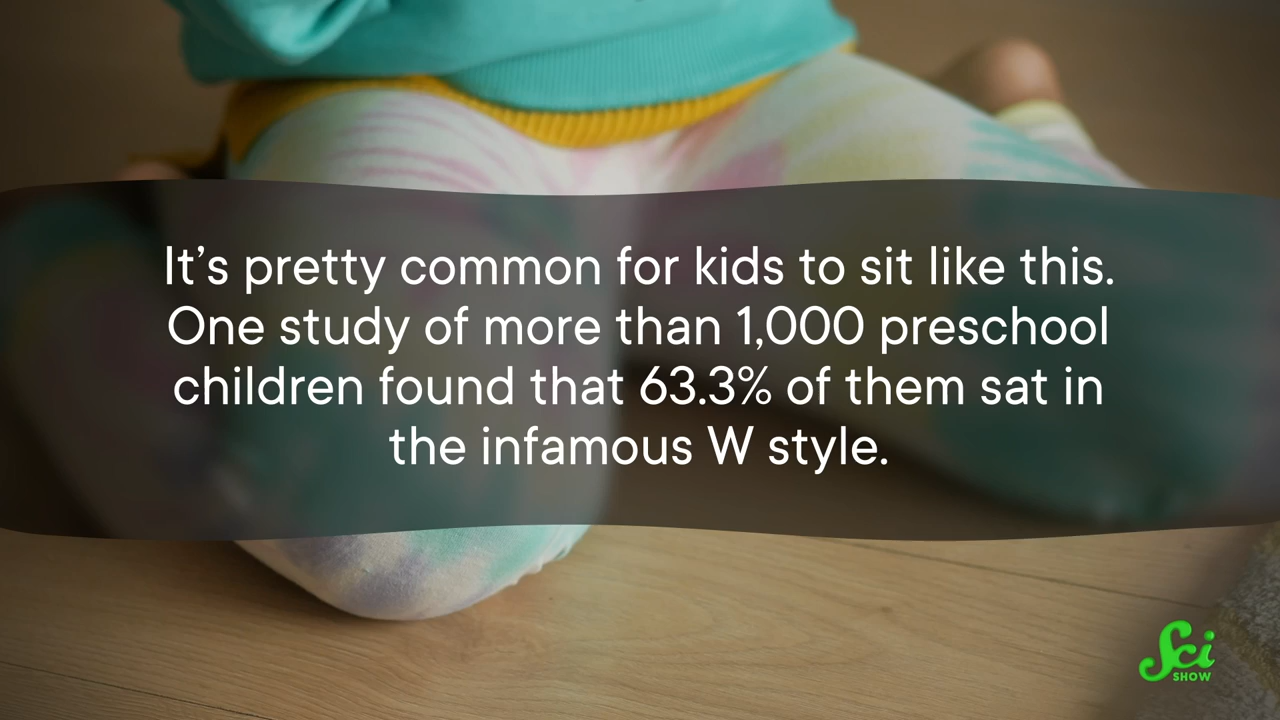 It's pretty common for kids to sit like this.
One study of more than 1,000 preschool
children found that 63.3% of them sat in
the infamous W style.
Sci
SHOW